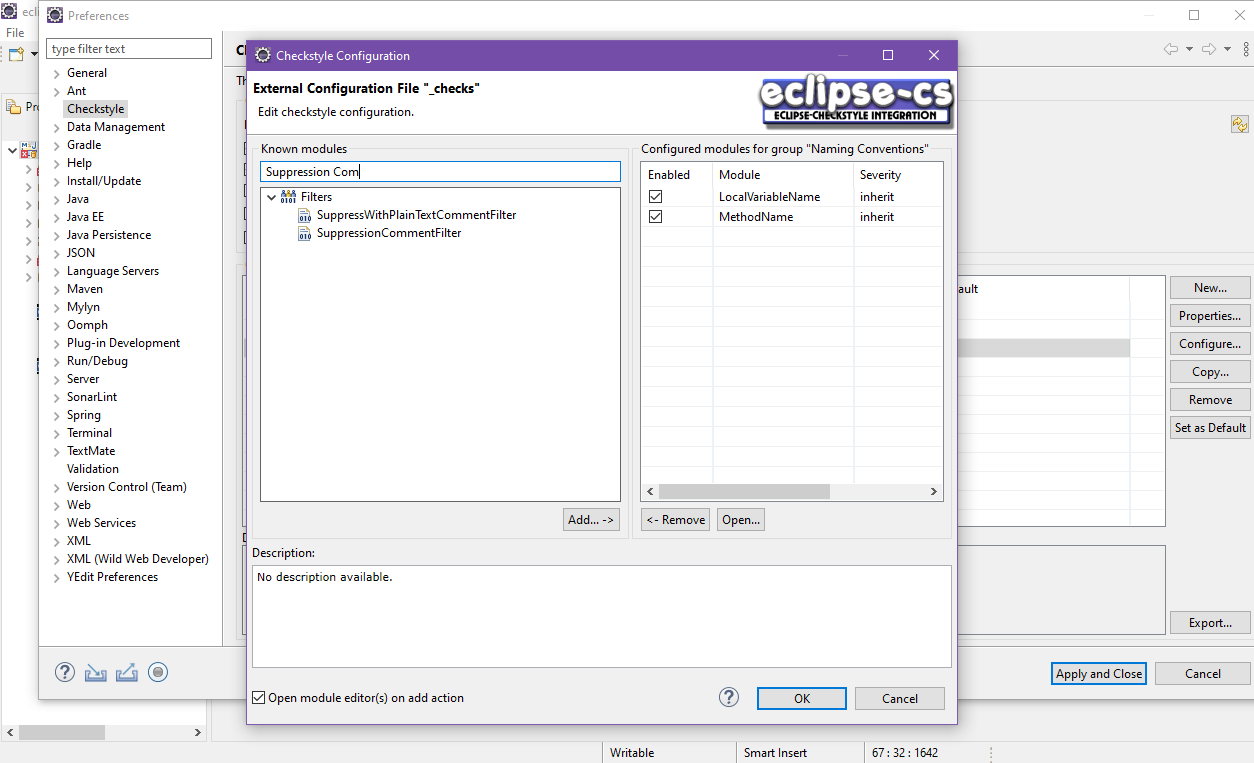 ecli
File
Pro
Preferences
type filter text
General
Ant
Checkstyle
Data Management
Gradle
Help
Install/Update
Java
Java EE
Java Persistence
JSON
Language Servers
Maven
Mylyn
Oomph
Plug-in Development
Run/Debug
Server
SonarLint
Spring
Terminal
TextMate
Validation
Version Control (Team)
Web
Web Services
XML
XML (Wild Web Developer)
YEdit Preferences
Checkstyle Configuration
External Configuration File "_checks"
Edit checkstyle configuration.
eclipse-cs
ECLIPSE-CHECKSTYLE INTEGRATION
Known modules
Suppression Com
Filters
SuppressWithPlainTextCommentFilter
SuppressionCommentFilter
Add... ->
Configured modules for group "Naming Conventions"
Enabled Module Severity
LocalVariableName inherit
MethodName inherit
<- Remove Open...
Description:
No description available.
Open module editor(s) on add action
OK Cancel
ault
New...
Properties...
Configure...
Copy...
Remove
Set as Default
Export...
Apply and Close Cancel
Writable Smart Insert 67 : 32 : 1642